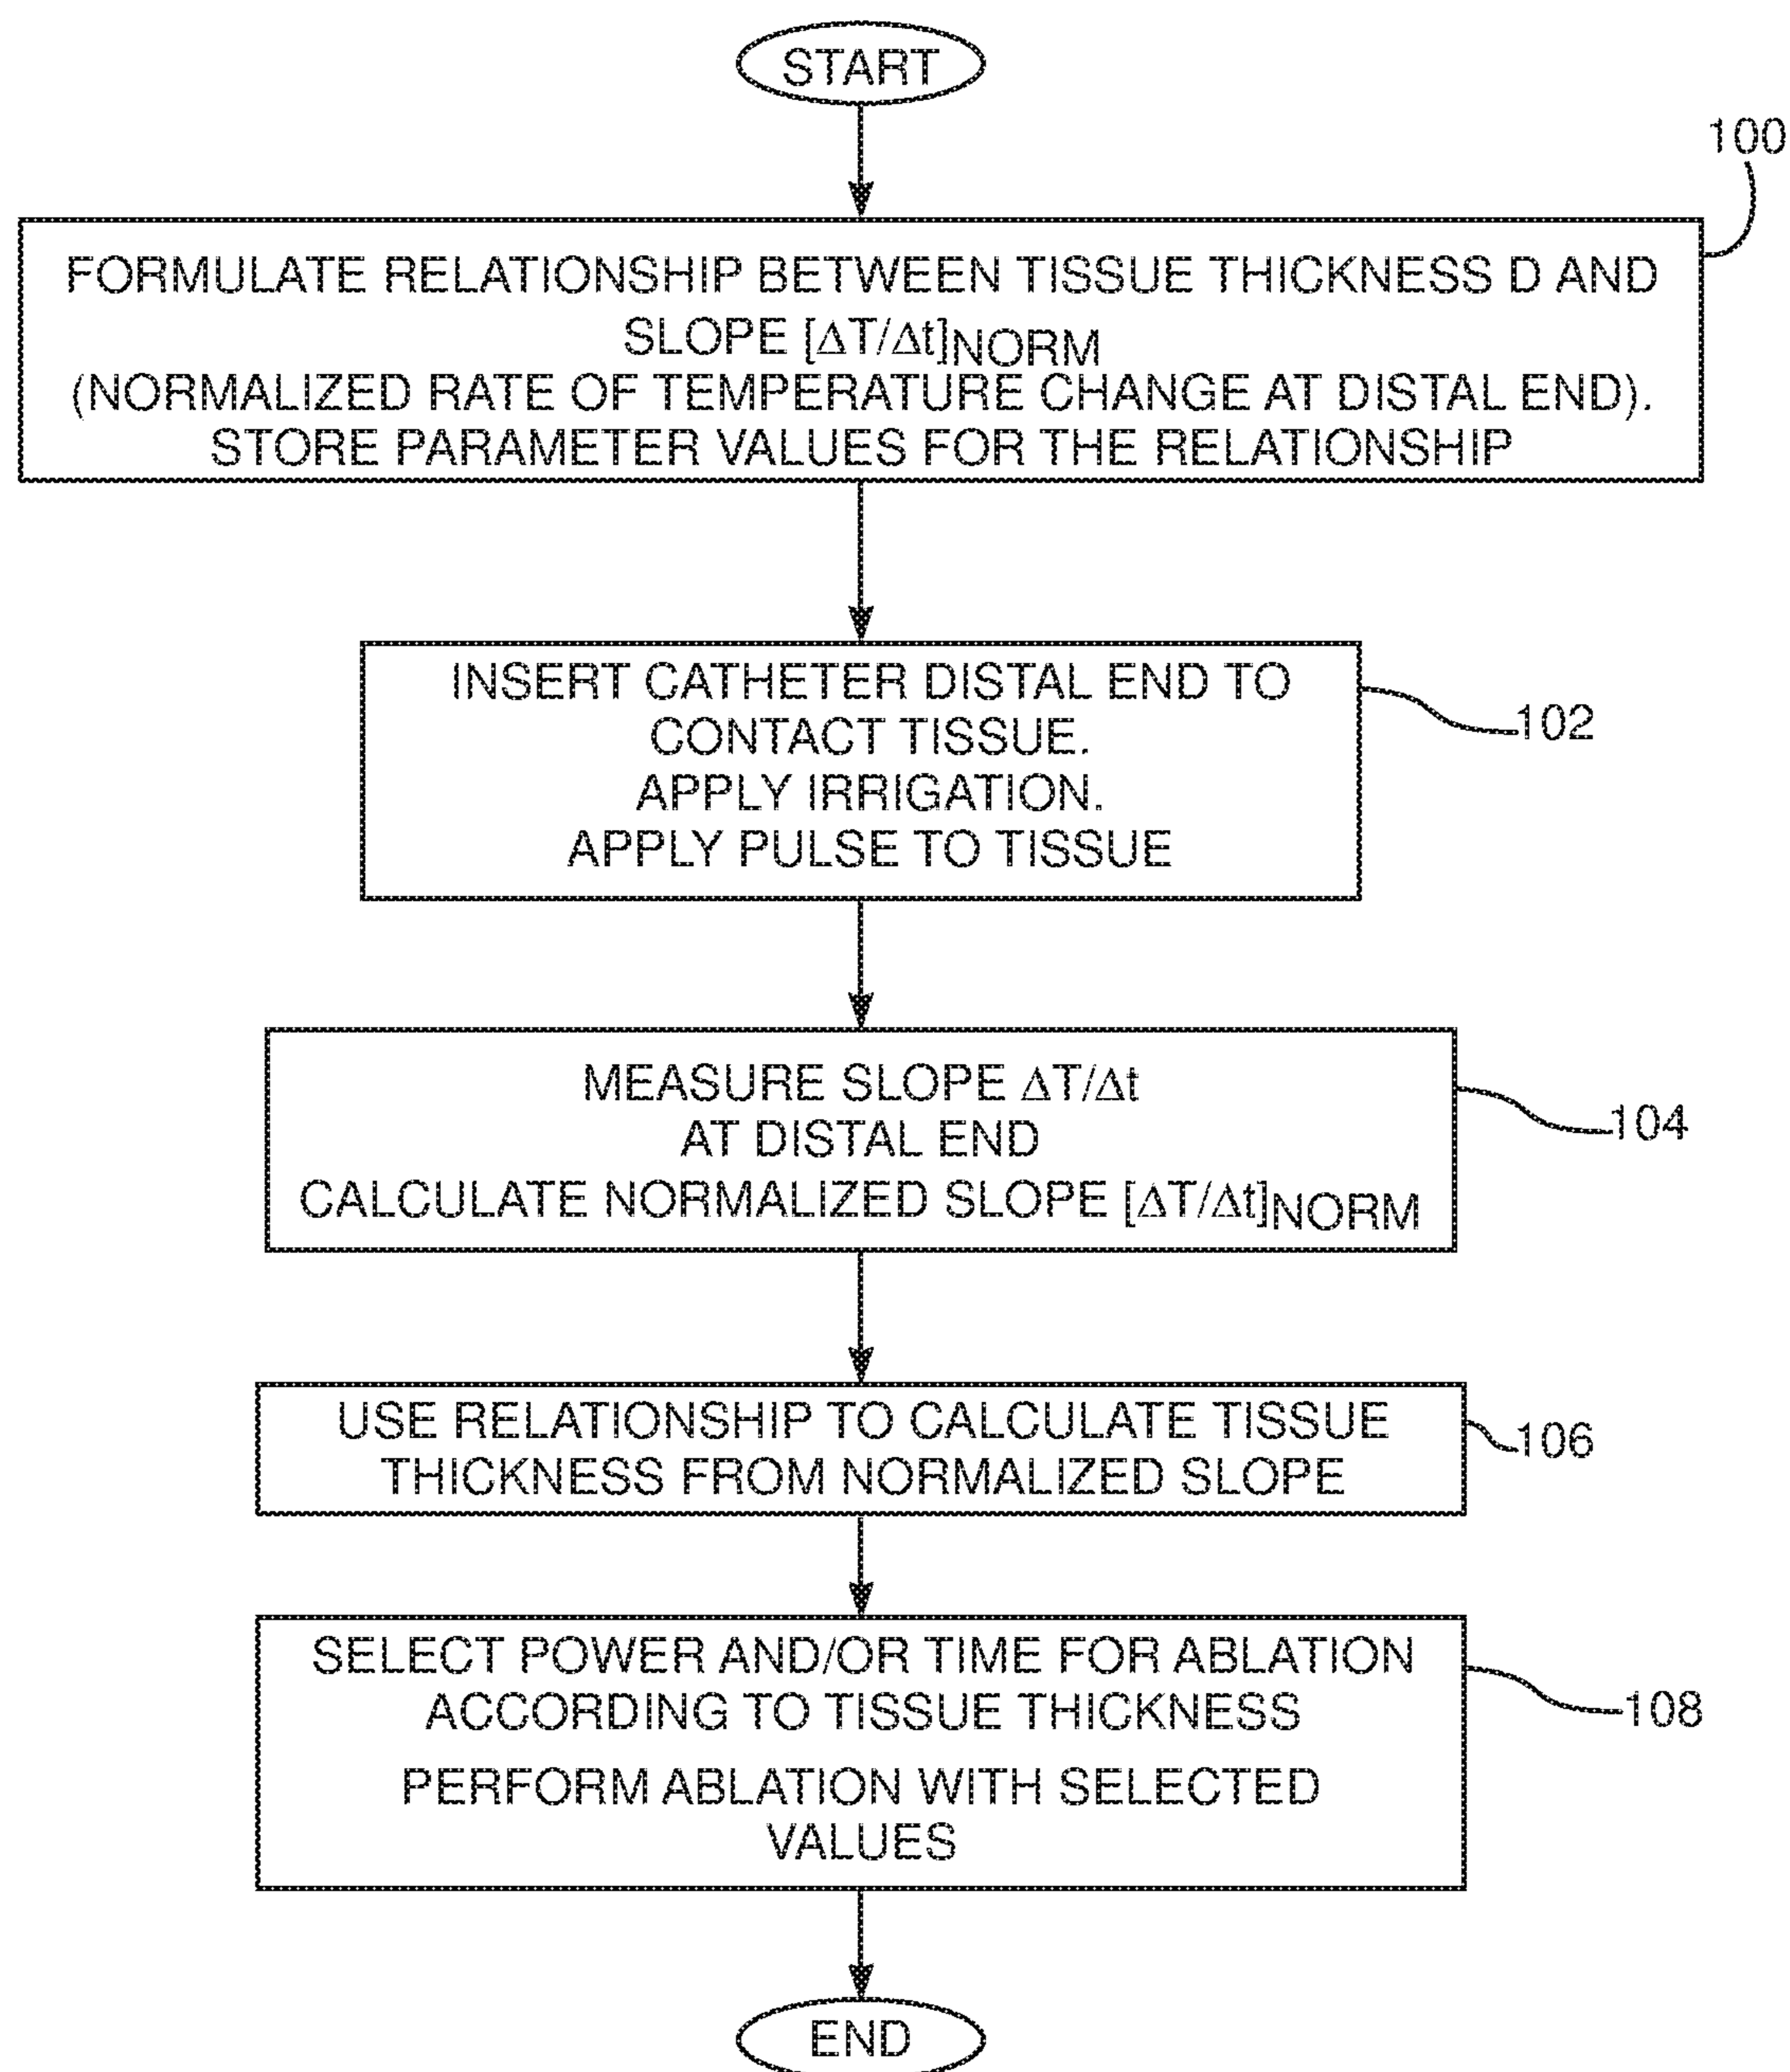 START
100
FORMULATE RELATIONSHIP BETWEEN TISSUE THICKNESS D AND
SLOPE [ΔT/Δt]NORM
(NORMALIZED RATE OF TEMPERATURE CHANGE AT DISTAL END).
STORE PARAMETER VALUES FOR THE RELATIONSHIP
INSERT CATHETER DISTAL END TO
CONTACT TISSUE.
APPLY IRRIGATION.
APPLY PULSE TO TISSUE
102
MEASURE SLOPE ΔT/Δt
AT DISTAL END
CALCULATE NORMALIZED SLOPE [ΔT/Δt]NORM
104
USE RELATIONSHIP TO CALCULATE TISSUE
THICKNESS FROM NORMALIZED SLOPE
106
SELECT POWER AND/OR TIME FOR ABLATION
ACCORDING TO TISSUE THICKNESS
PERFORM ABLATION WITH SELECTED
VALUES
108
END